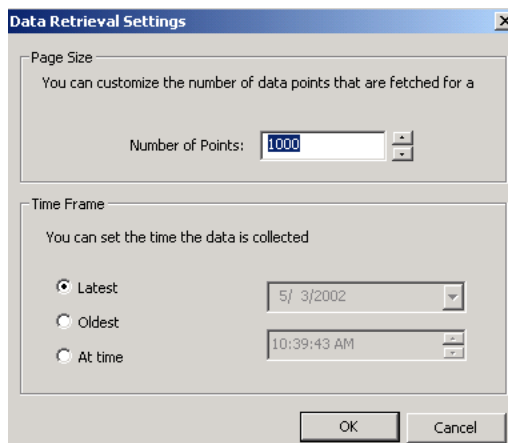 Data Retrieval Settings
Page Size
You can customize the number of data points that are fetched for a
Number of Points: 1000
Time Frame
You can set the time the data is collected
Latest
5/ 3/2002
Oldest
10:39:43 AM
At time
OK Cancel